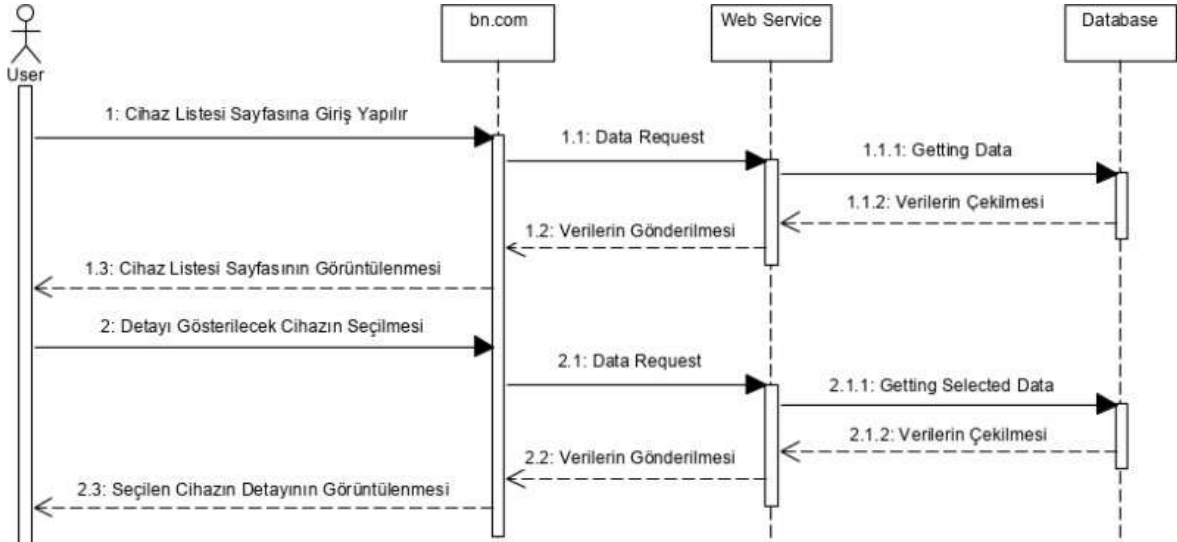 bn.com
Web Service
Database
User
1: Cihaz Listesi Sayfasına Giriş Yapılır
1.1: Data Request
1.1.1: Getting Data
1.1.2: Verilerin Çekilmesi
1.2: Verilerin Gönderilmesi
1.3: Cihaz Listesi Sayfasının Görüntülenmesi
2: Detayı Gösterilecek Cihazın Seçilmesi
2.1: Data Request
2.1.1: Getting Selected Data
2.1.2: Verilerin Çekilmesi
2.2: Verilerin Gönderilmesi
2.3: Seçilen Cihazın Detayının Görüntülenmesi